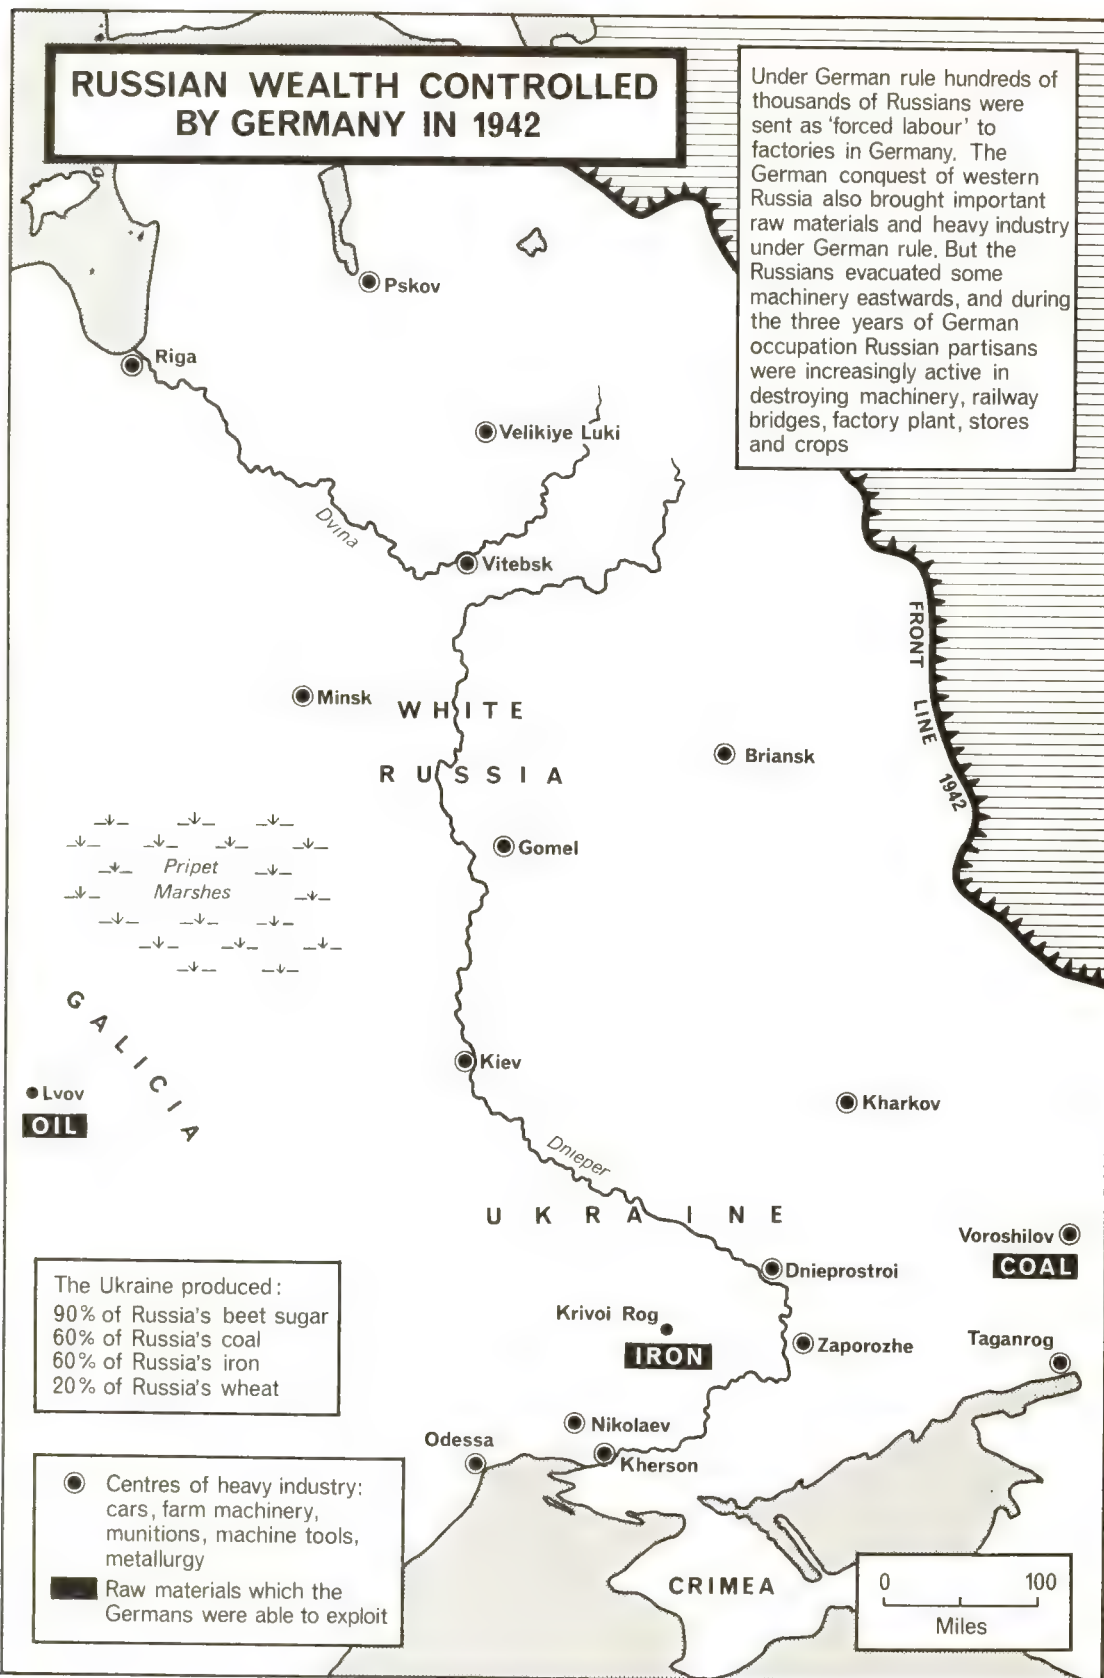 RUSSIAN WEALTH CONTROLLED
BY GERMANY IN 1942
Under German rule hundreds of
thousands of Russians were
sent as ‘forced labour’ to
factories in Germany. The
German conquest of western
Russia also brought important
raw materials and heavy industry
under German rule. But the
Russians evacuated some
machinery eastwards, and during
the three years of German
occupation Russian partisans
were increasingly active in
destroying machinery, railway
bridges, factory plant, stores
and crops
Pskov
Riga
Velikiye Luki
Dvina
Vitebsk
FRONT LINE 1942
Minsk
WHITE
RUSSIA
Briansk
Gomel
Pripet
Marshes
GALICIA
Kiev
Lvov
OIL
Kharkov
Dnieper
UKRAINE
Voroshilov
COAL
Dnieprostroi
Krivoi Rog
IRON
Zaporozhe
Taganrog
The Ukraine produced:
90% of Russia's beet sugar
60% of Russia's coal
60% of Russia's iron
20% of Russia's wheat
Nikolaev
Odessa
Kherson
Centres of heavy industry:
cars, farm machinery,
munitions, machine tools,
metallurgy
Raw materials which the
Germans were able to exploit
CRIMEA
0 100
Miles